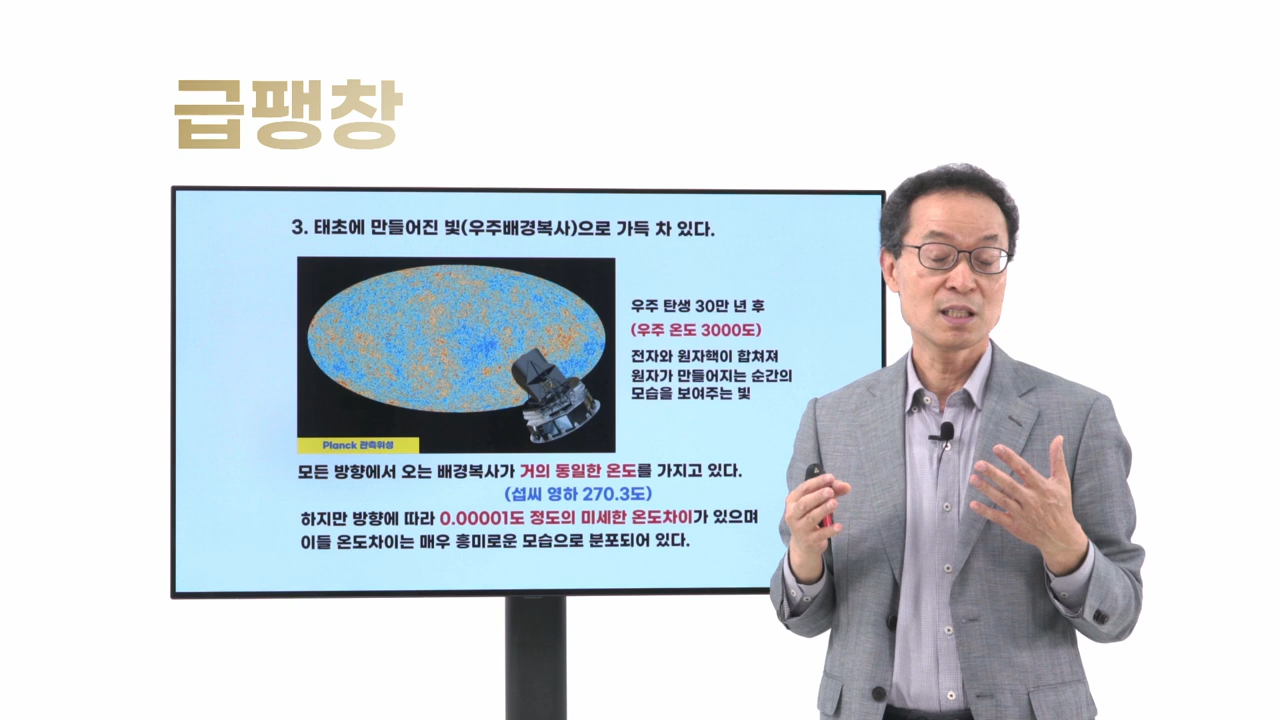 급팽창
3. 태초에 만들어진 빛(우주배경복사)으로 가득 차 있다.
우주 탄생 30만 년 후
(우주 온도 3000도)
전자와 원자핵이 합쳐져
원자가 만들어지는 순간의
모습을 보여주는 빛
Planck 관측위성
모든 방향에서 오는 배경복사가 거의 동일한 온도를 가지고 있다.
(섭씨 영하 270.3도)
하지만 방향에 따라 0.00001도 정도의 미세한 온도차이가 있으며
이들 온도차이는 매우 흥미로운 모습으로 분포되어 있다.